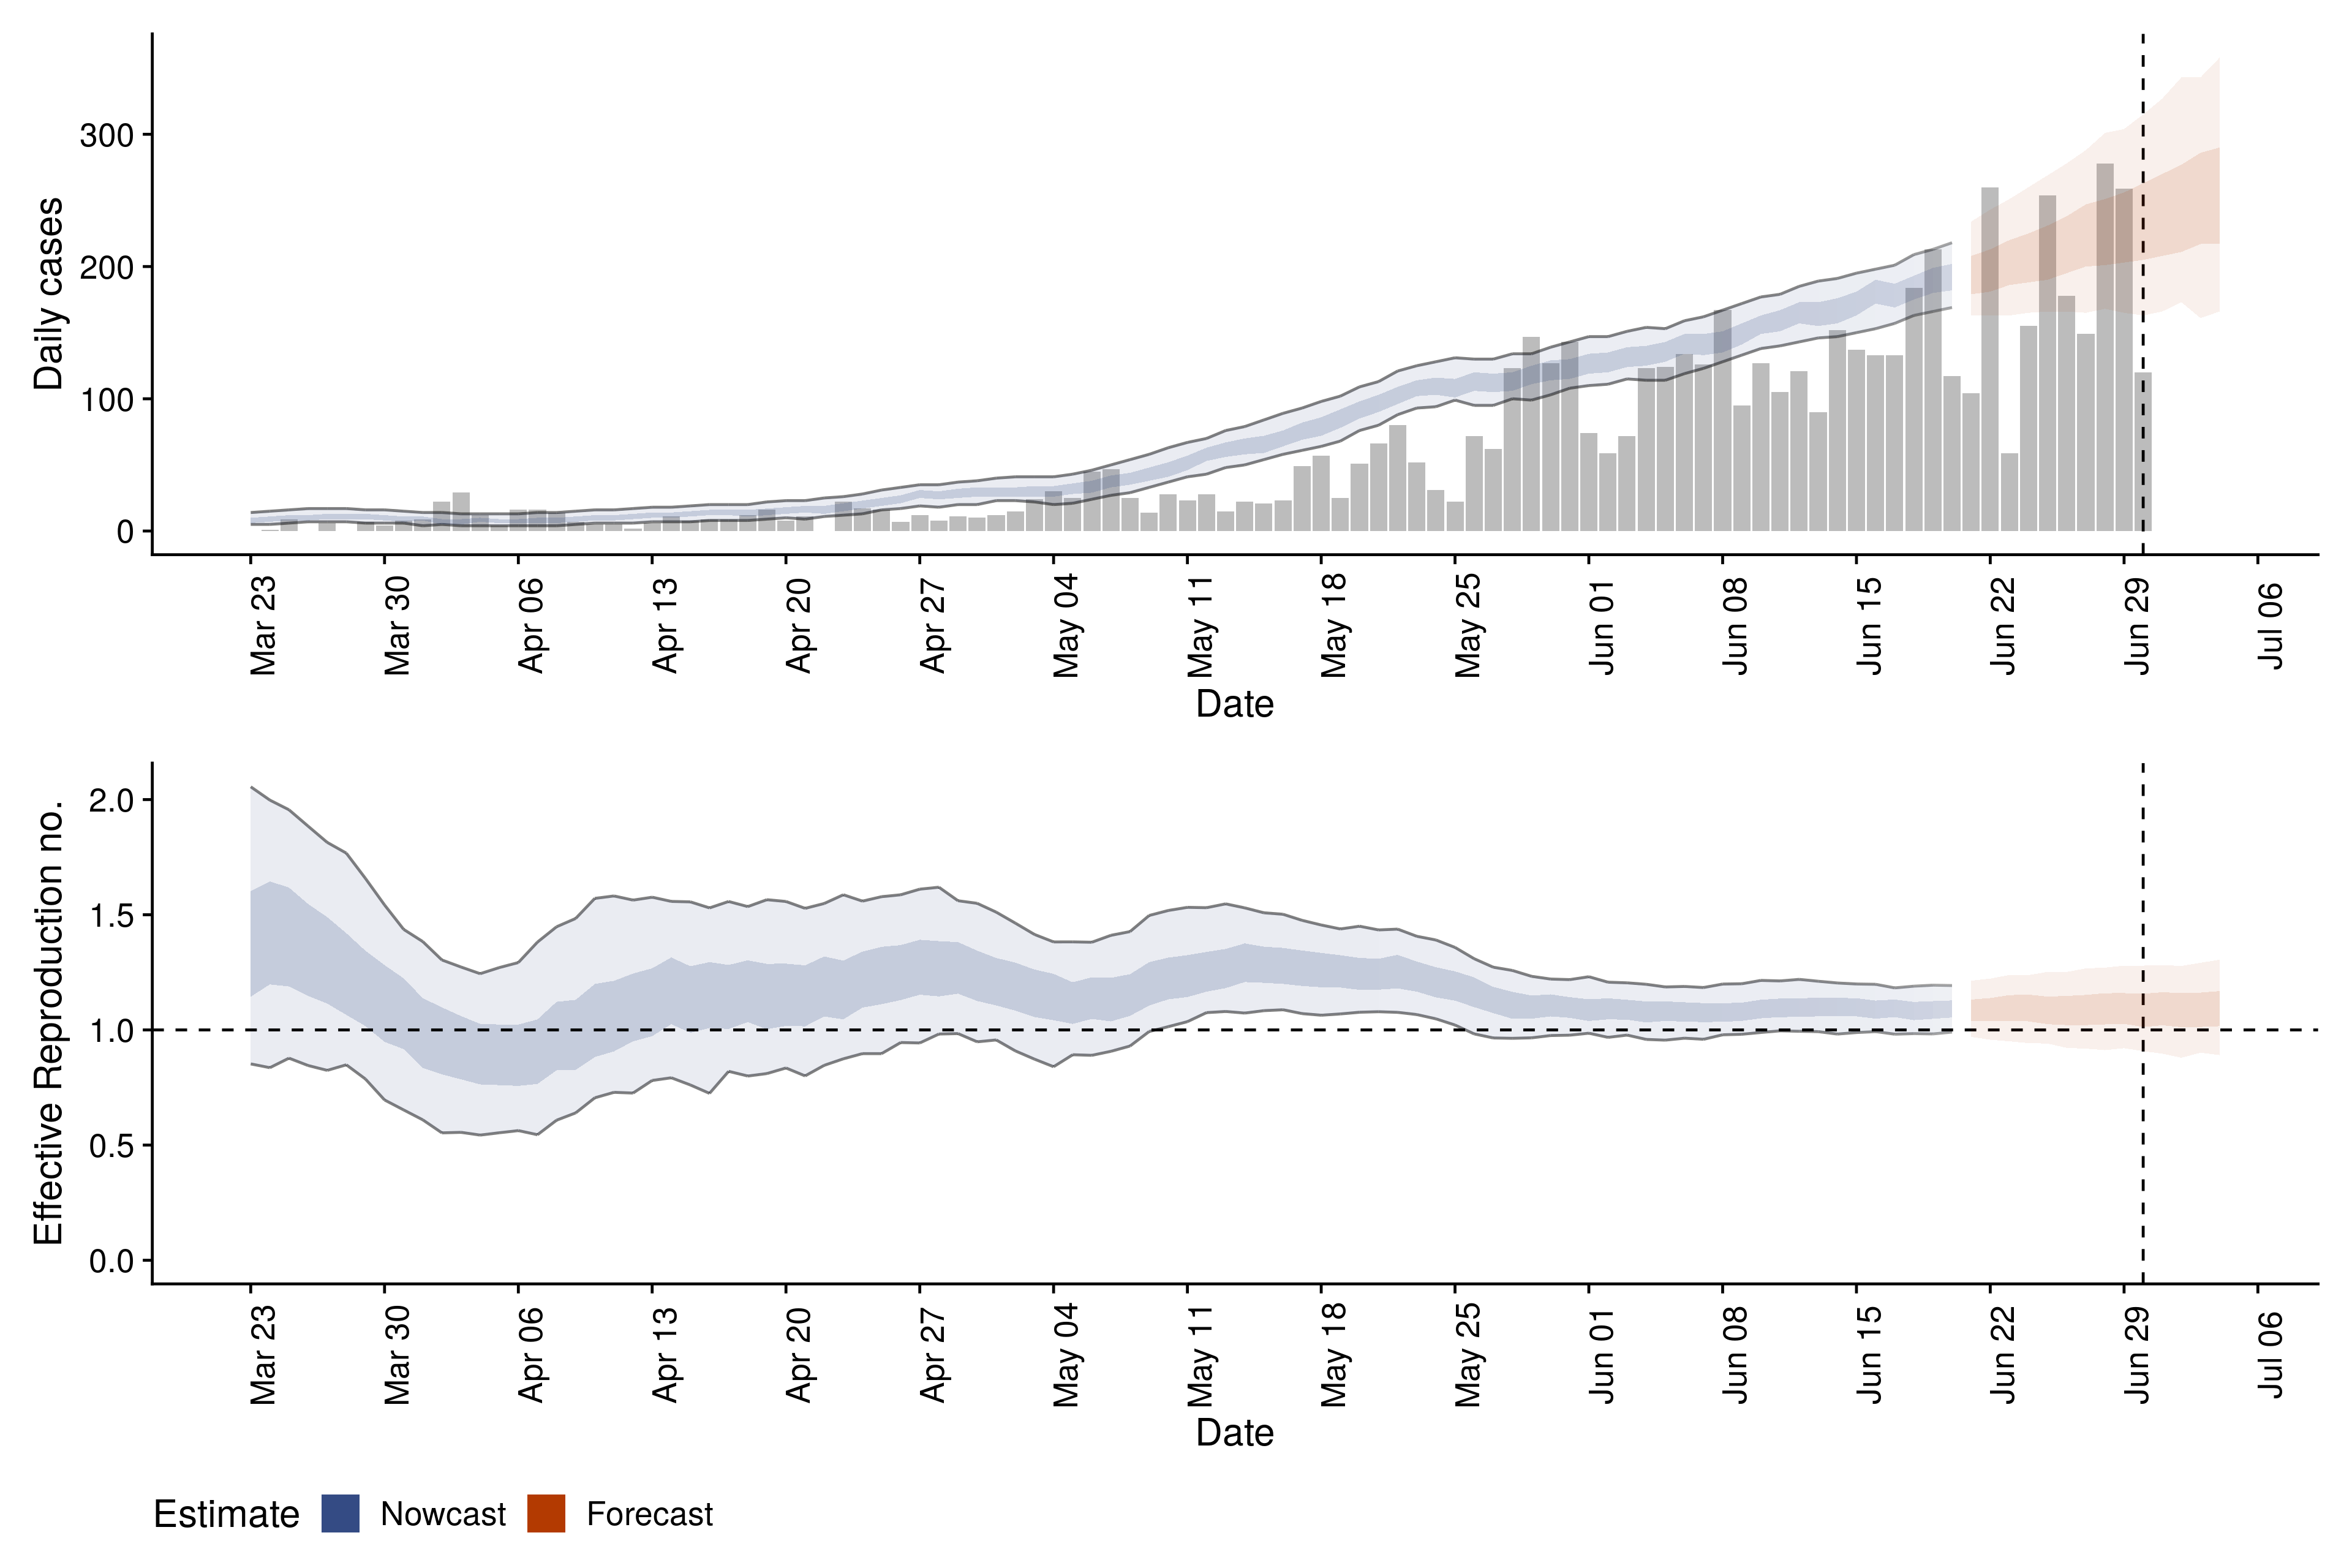 Daily cases
300
200
100
0
Mar 23
Mar 30
Apr 06
Apr 13
Apr 20
Apr 27
May 04
May 11
May 18
May 25
Jun 01
Jun 08
Jun 15
Jun 22
Jun 29
Jul 06
Date
Effective Reproduction no.
2.0
1.5
1.0
0.5
0.0
Mar 23
Mar 30
Apr 06
Apr 13
Apr 20
Apr 27
May 04
May 11
May 18
May 25
Jun 01
Jun 08
Jun 15
Jun 22
Jun 29
Jul 06
Date
Estimate Nowcast Forecast